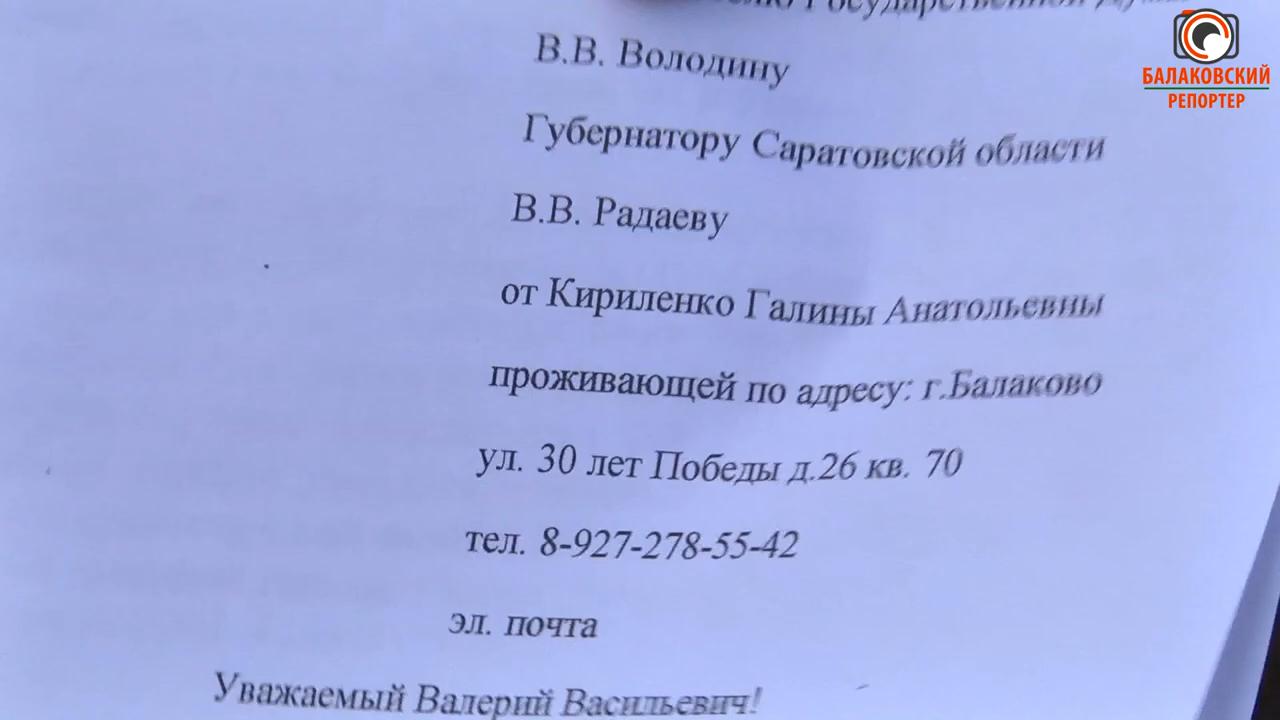 Государственной
В.В. Володину
Губернатору Саратовской области
В.В. Радаеву
от Кириленко Галины Анатольевны
проживающей по адресу: г.Балаково
ул. 30 лет Победы д.26 кв. 70
тел. 8-927-278-55-42
эл. почта
Уважаемый Валерий Васильевич!
БАЛАКОВСКИЙ
РЕПОРТЕР